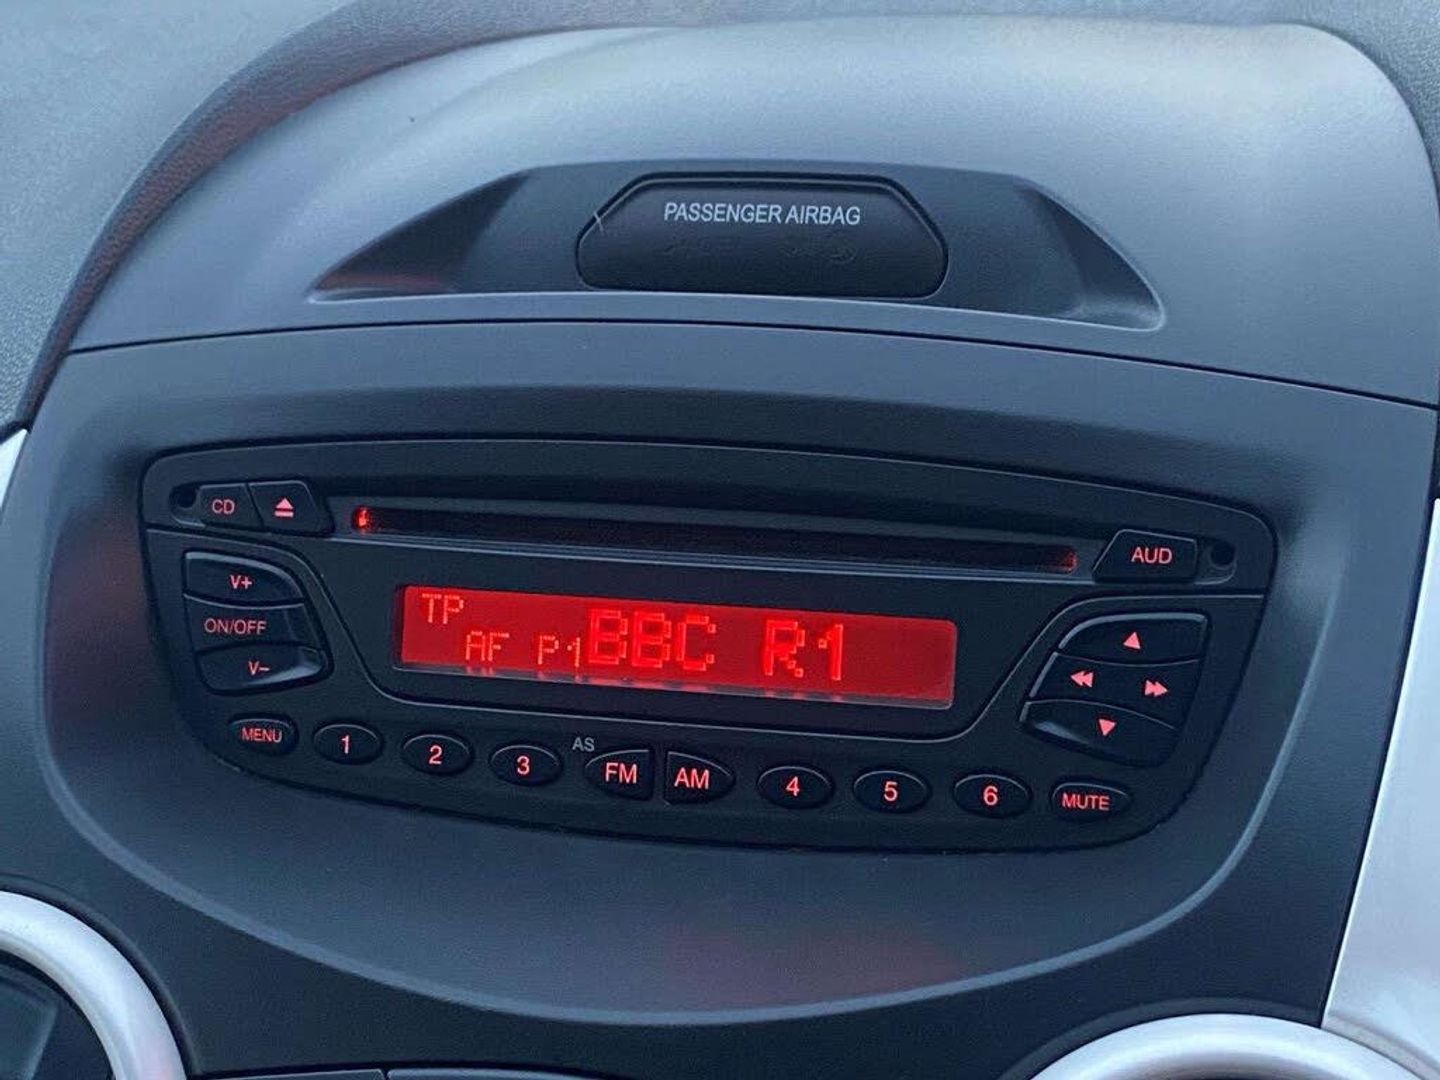 PASSENGER AIRBAG
CD
AUD
V+
ON/OFF
V-
TP
AF P1 BBC R1
MENU 1 2 3 AS FM AM 4 5 6 MUTE